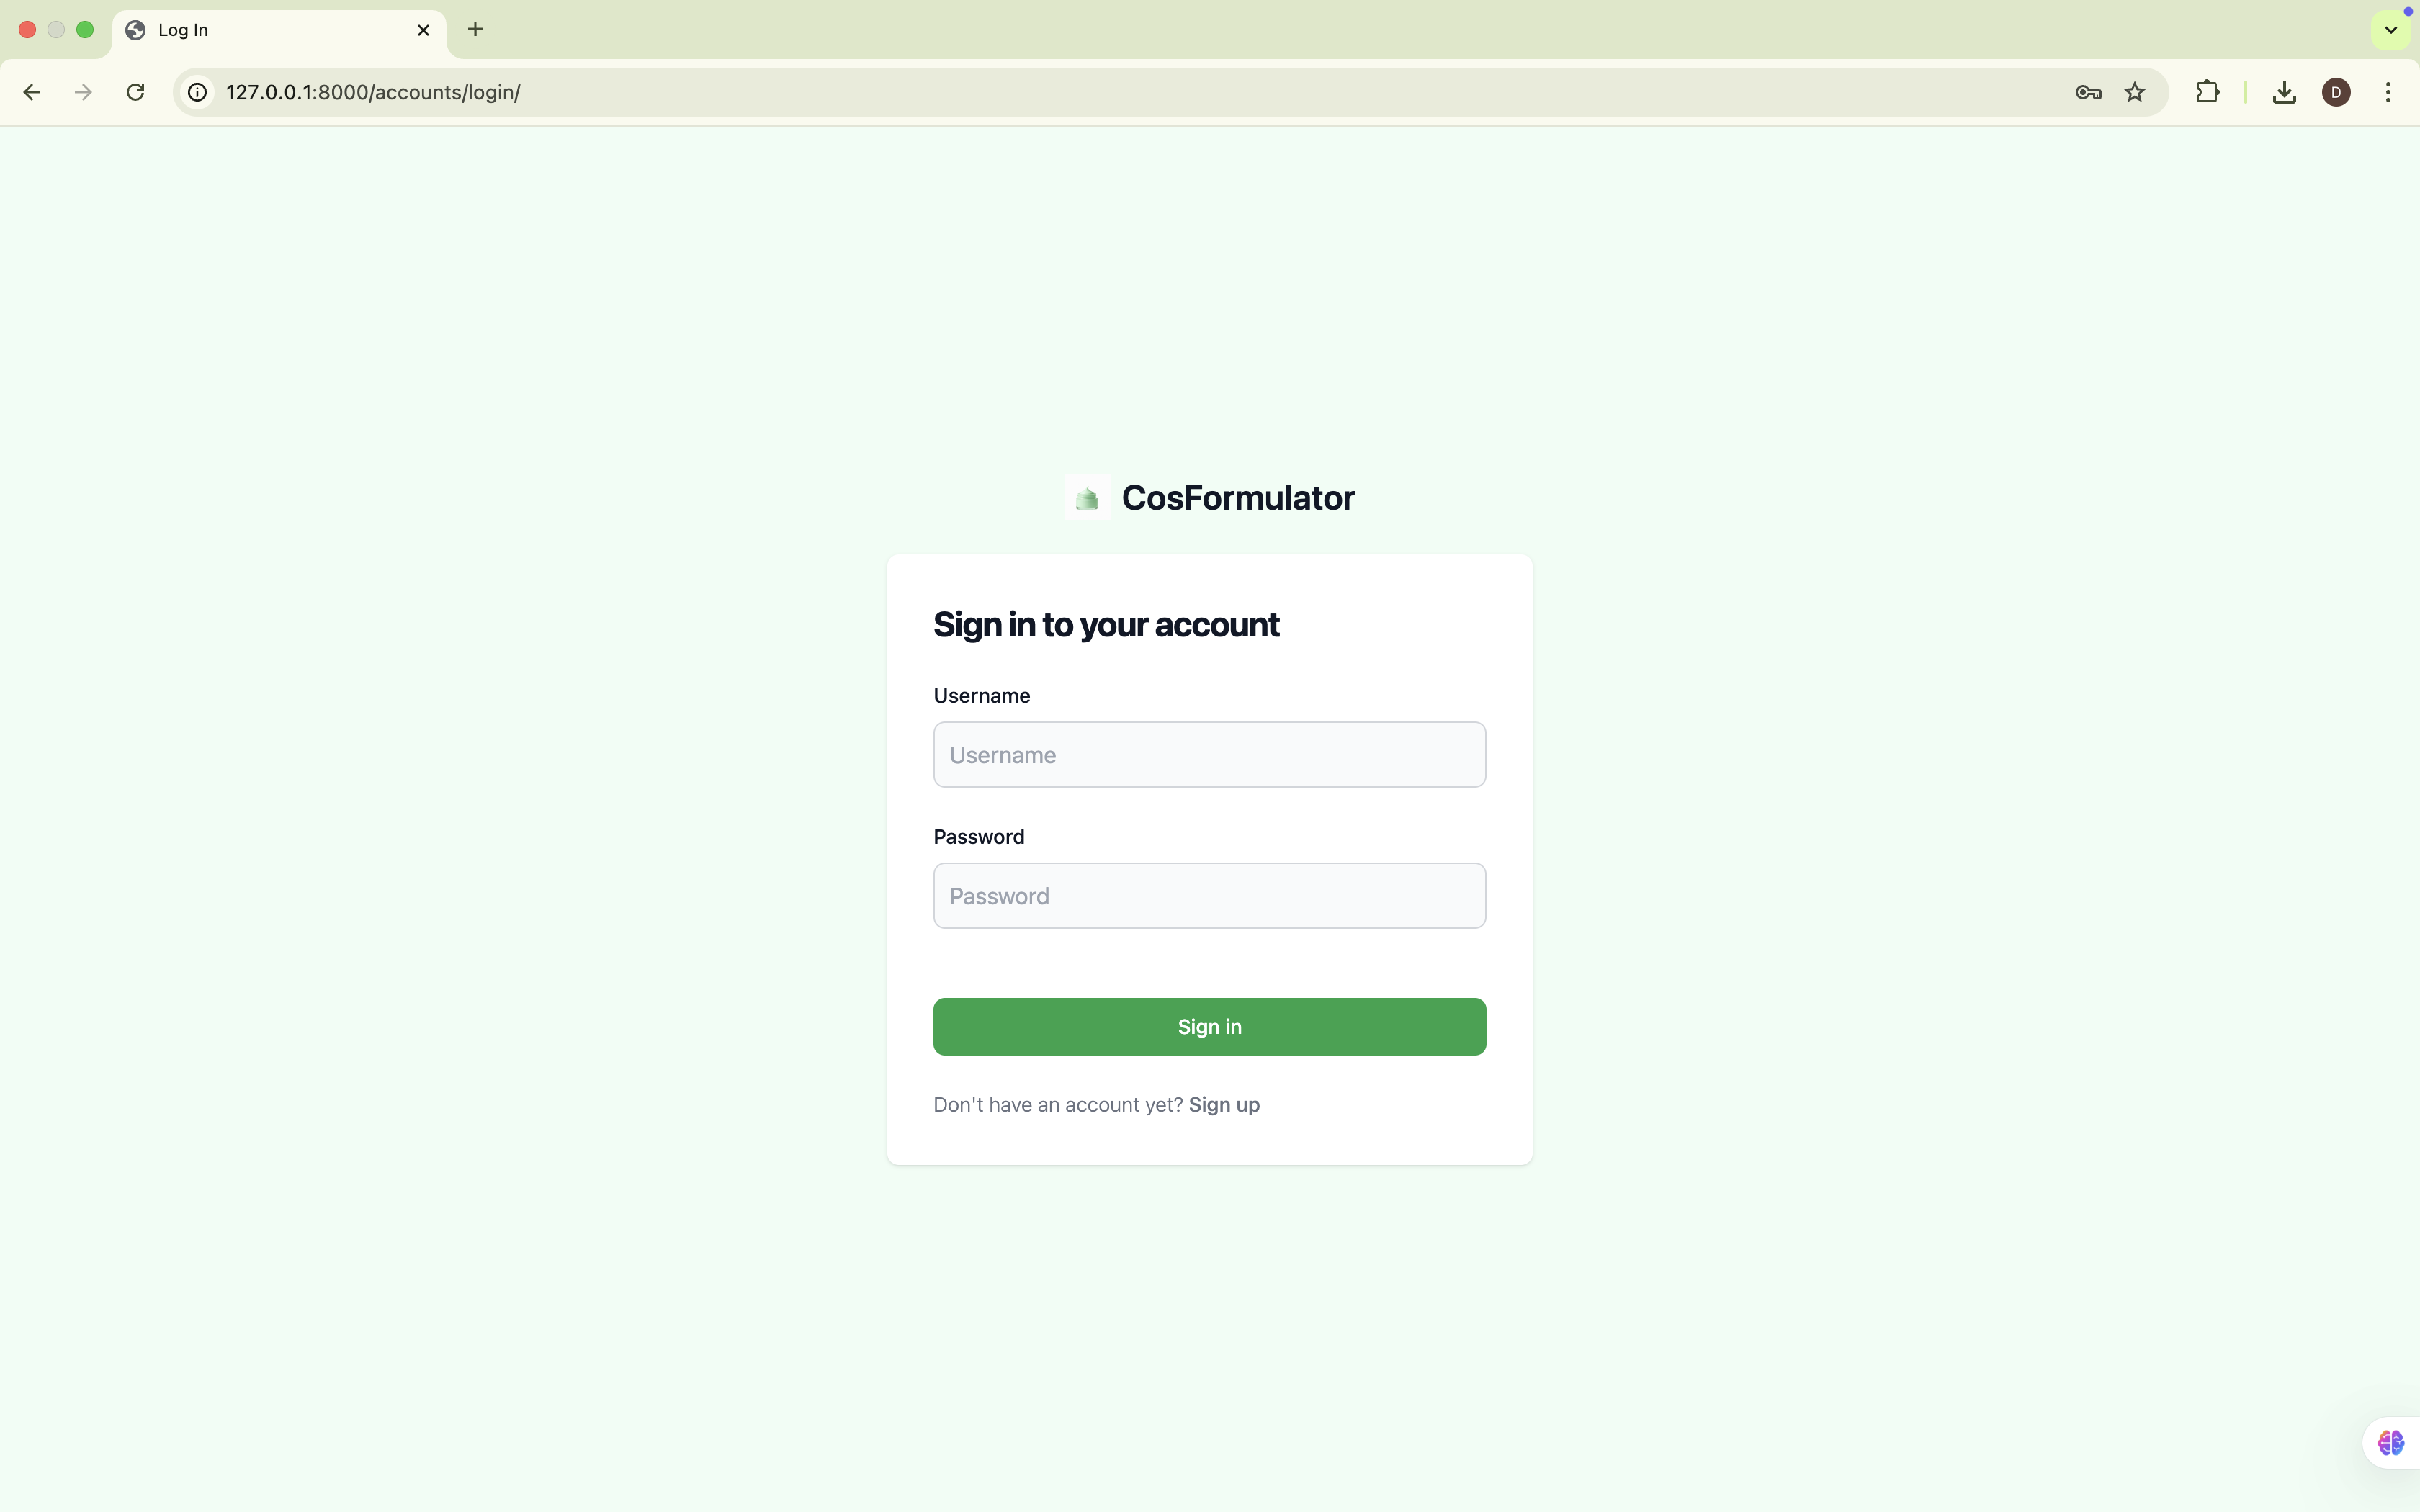 Log In
127.0.0.1:8000/accounts/login/
D
CosFormulator
Sign in to your account
Username
Username
Password
Password
Sign in
Don't have an account yet? Sign up